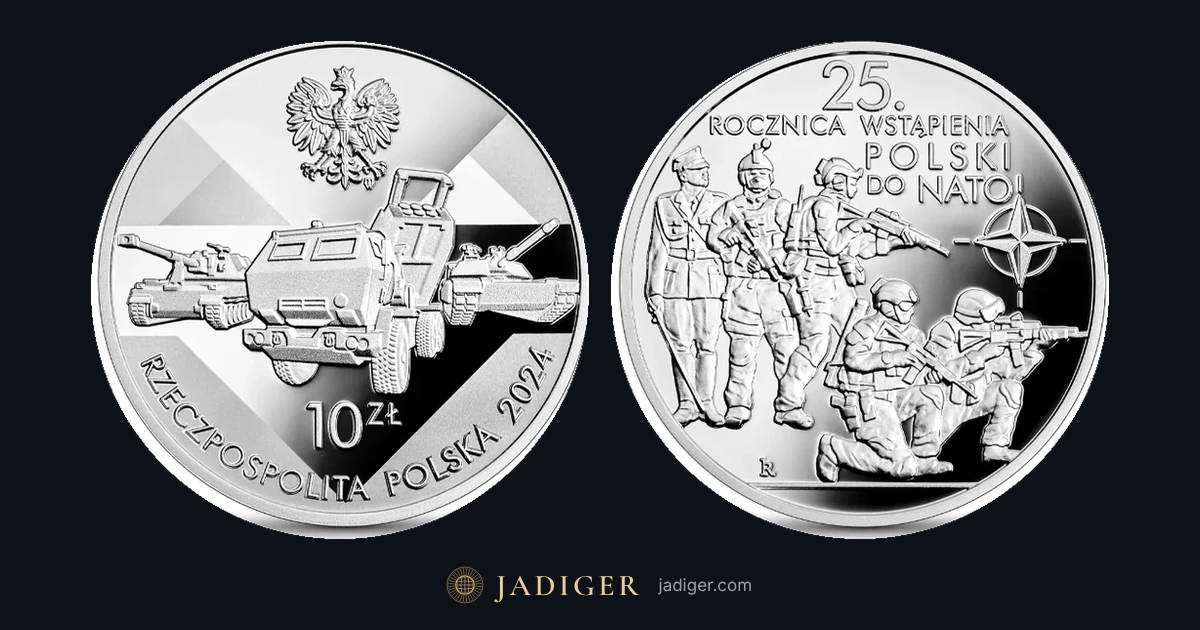 10 ZŁ
RZECZPOSPOLITA POLSKA 2024
25.
ROCZNICA WSTĄPIENIA
POLSKI
DO NATO
JADIGER jadiger.com